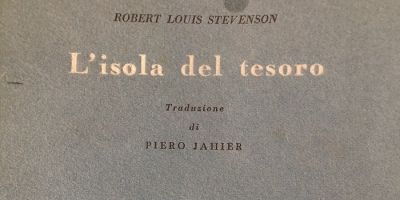 ROBERT LOUIS STEVENSON
L'isola del tesoro
Traduzione
di
PIERO JAHIER